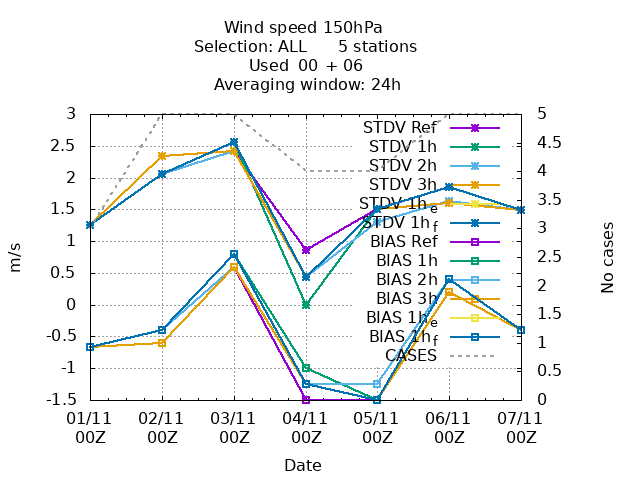 Wind speed 150hPa
Selection: ALL 5 stations
Used 00 + 06
Averaging window: 24h
3
2.5
2
1.5
1
0.5
0
-0.5
-1
-1.5
m/s
5
4.5
4
3.5
3
2.5
2
1.5
1
0.5
0
No cases
STDV Ref
STDV 1h
STDV 2h
STDV 3h
STDV 1he
STDV 1hf
BIAS Ref
BIAS 1h
BIAS 2h
BIAS 3h
BIAS 1he
BIAS 1hf
CASES
01/11 02/11 03/11 04/11 05/11 06/11 07/11
00Z 00Z 00Z 00Z 00Z 00Z 00Z
Date